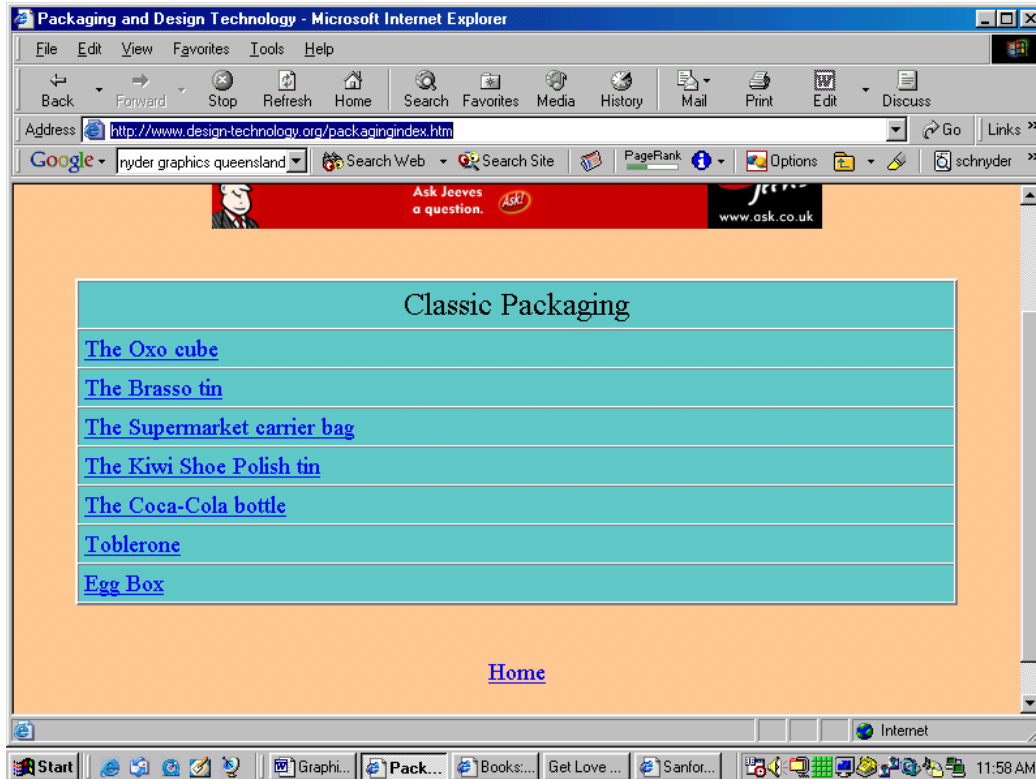 Packaging and Design Technology - Microsoft Internet Explorer
File Edit View Favorites Tools Help
Back Forward Stop Refresh Home Search Favorites Media History Mail Print Edit Discuss
Address http://www.design-technology.org/packagingindex.htm Go Links »
Google nyder graphics queensland Search Web Search Site PageRank Options schnyder »
Ask Jeeves
a question. Ask!
Jeeves
www.ask.co.uk
Classic Packaging
The Oxo cube
The Brasso tin
The Supermarket carrier bag
The Kiwi Shoe Polish tin
The Coca-Cola bottle
Toblerone
Egg Box
Home
Internet
Start Graphi... Pack... Books:... Get Love ... Sanfor... 11:58 AM